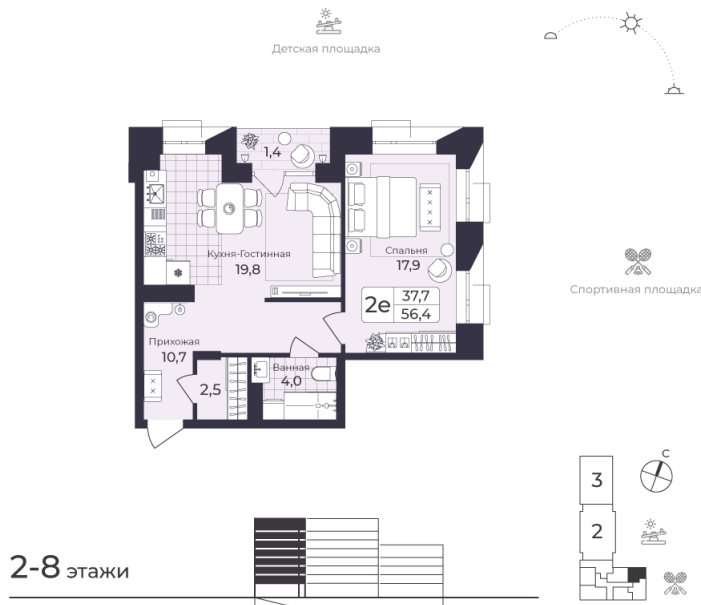 Детская площадка
1,4
Кухня-Гостинная
19,8
Спальня
17,9
2е
37,7
56,4
Спортивная площадка
Прихожая
10,7
2,5
Ванная
4,0
С
3
2
2-8 этажи